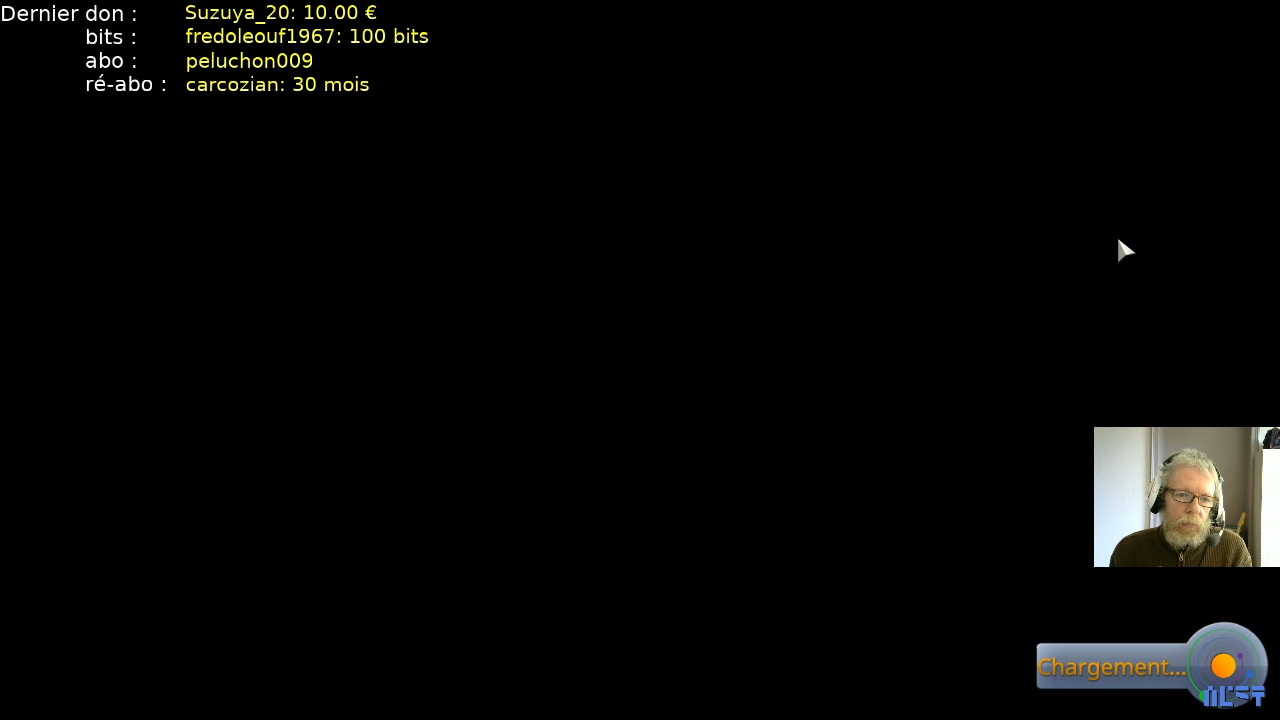 Dernier don : Suzuya_20: 10.00 €
bits : fredoleouf1967: 100 bits
abo : peluchon009
ré-abo : carcozian: 30 mois
Chargement...